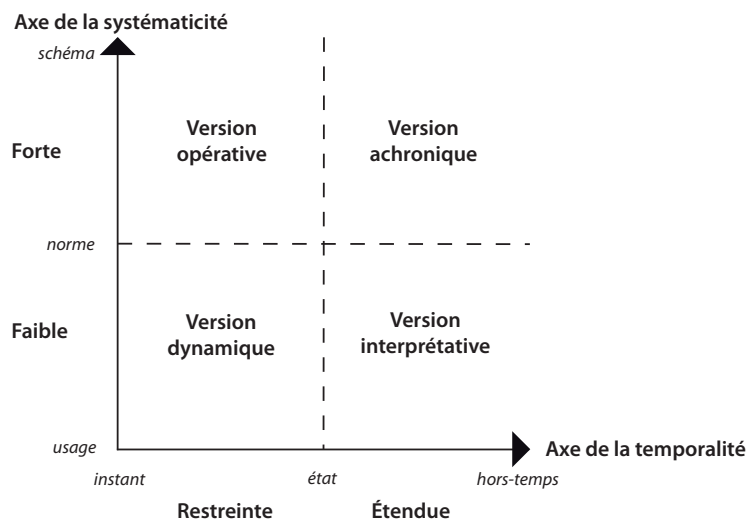 Axe de la systématicité
schéma
Version
opérative
Version
achronique
Forte
norme
Version
dynamique
Version
interprétative
Faible
usage
Axe de la temporalité
instant
état
hors-temps
Restreinte
Étendue